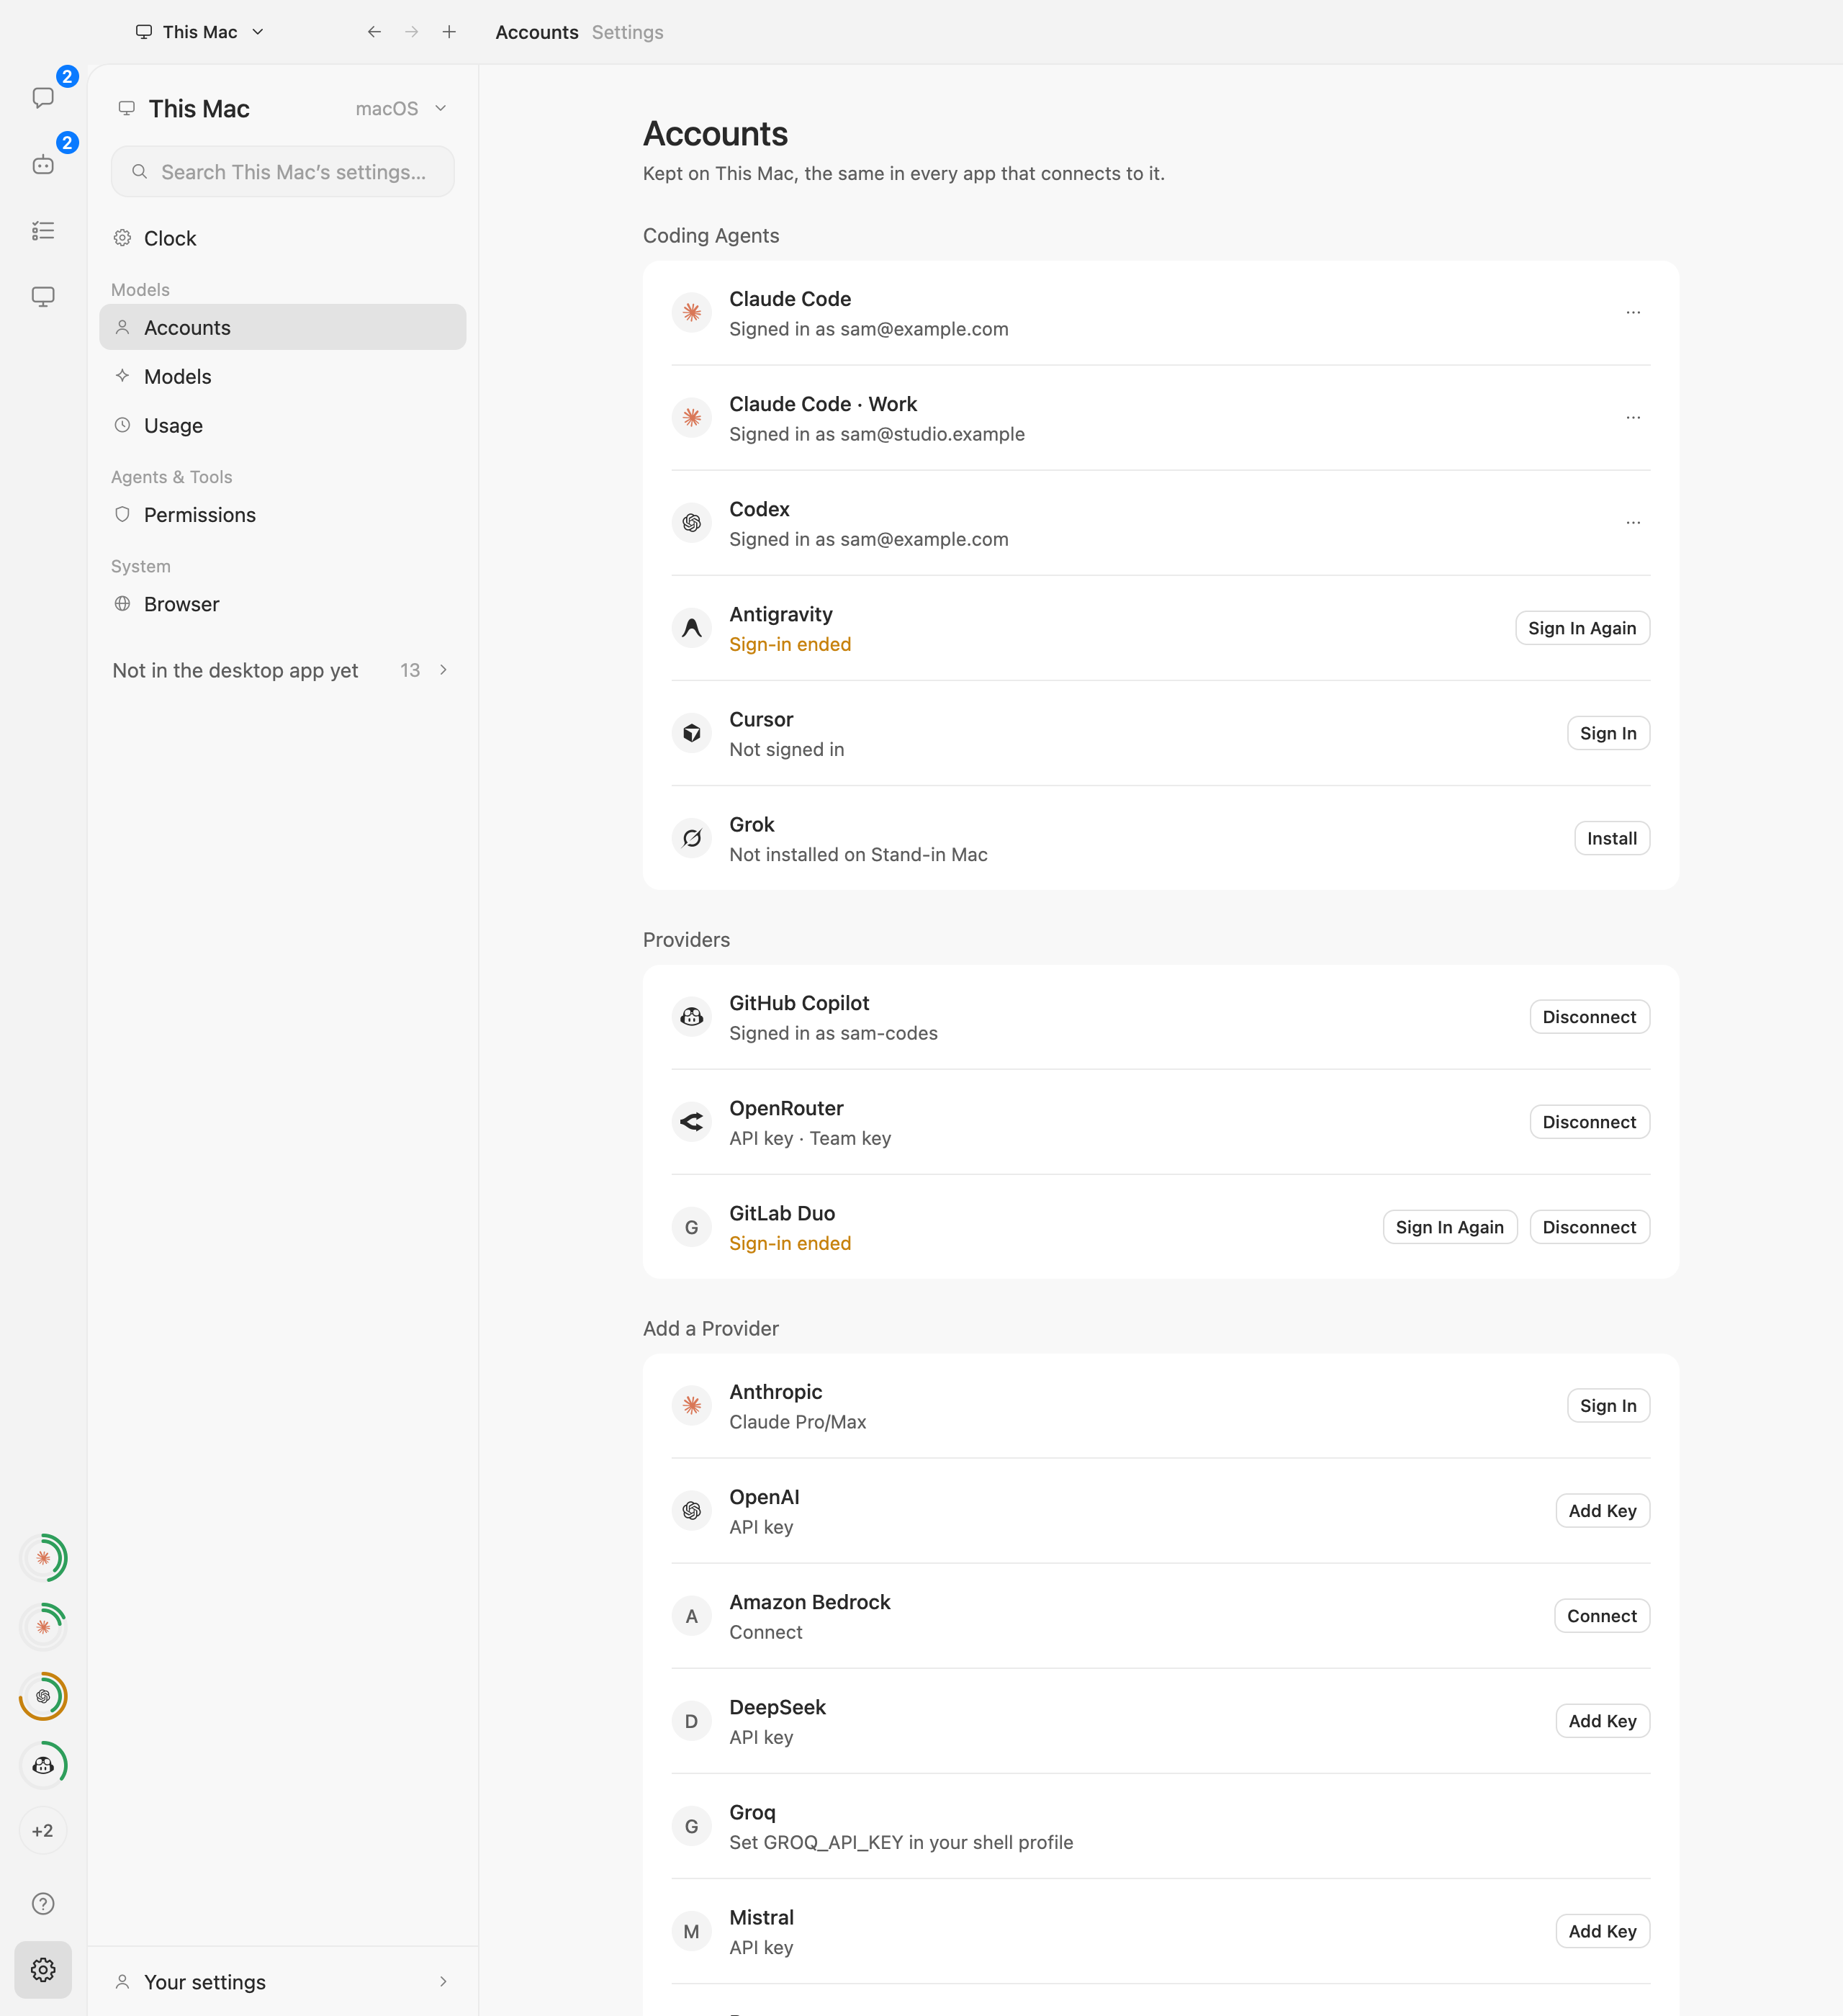 This Mac
Accounts Settings
2
2
This Mac macOS
Search This Mac’s settings...
Clock
Models
Accounts
Models
Usage
Agents & Tools
Permissions
System
Browser
Not in the desktop app yet 13
+2
Your settings
Accounts
Kept on This Mac, the same in every app that connects to it.
Coding Agents
Claude Code
Signed in as sam@example.com
Claude Code · Work
Signed in as sam@studio.example
Codex
Signed in as sam@example.com
Antigravity
Sign-in ended
Sign In Again
Cursor
Not signed in
Sign In
Grok
Not installed on Stand-in Mac
Install
Providers
GitHub Copilot
Signed in as sam-codes
Disconnect
OpenRouter
API key · Team key
Disconnect
G
GitLab Duo
Sign-in ended
Sign In Again Disconnect
Add a Provider
Anthropic
Claude Pro/Max
Sign In
OpenAI
API key
Add Key
A
Amazon Bedrock
Connect
Connect
D
DeepSeek
API key
Add Key
G
Groq
Set GROQ_API_KEY in your shell profile
M
Mistral
API key
Add Key